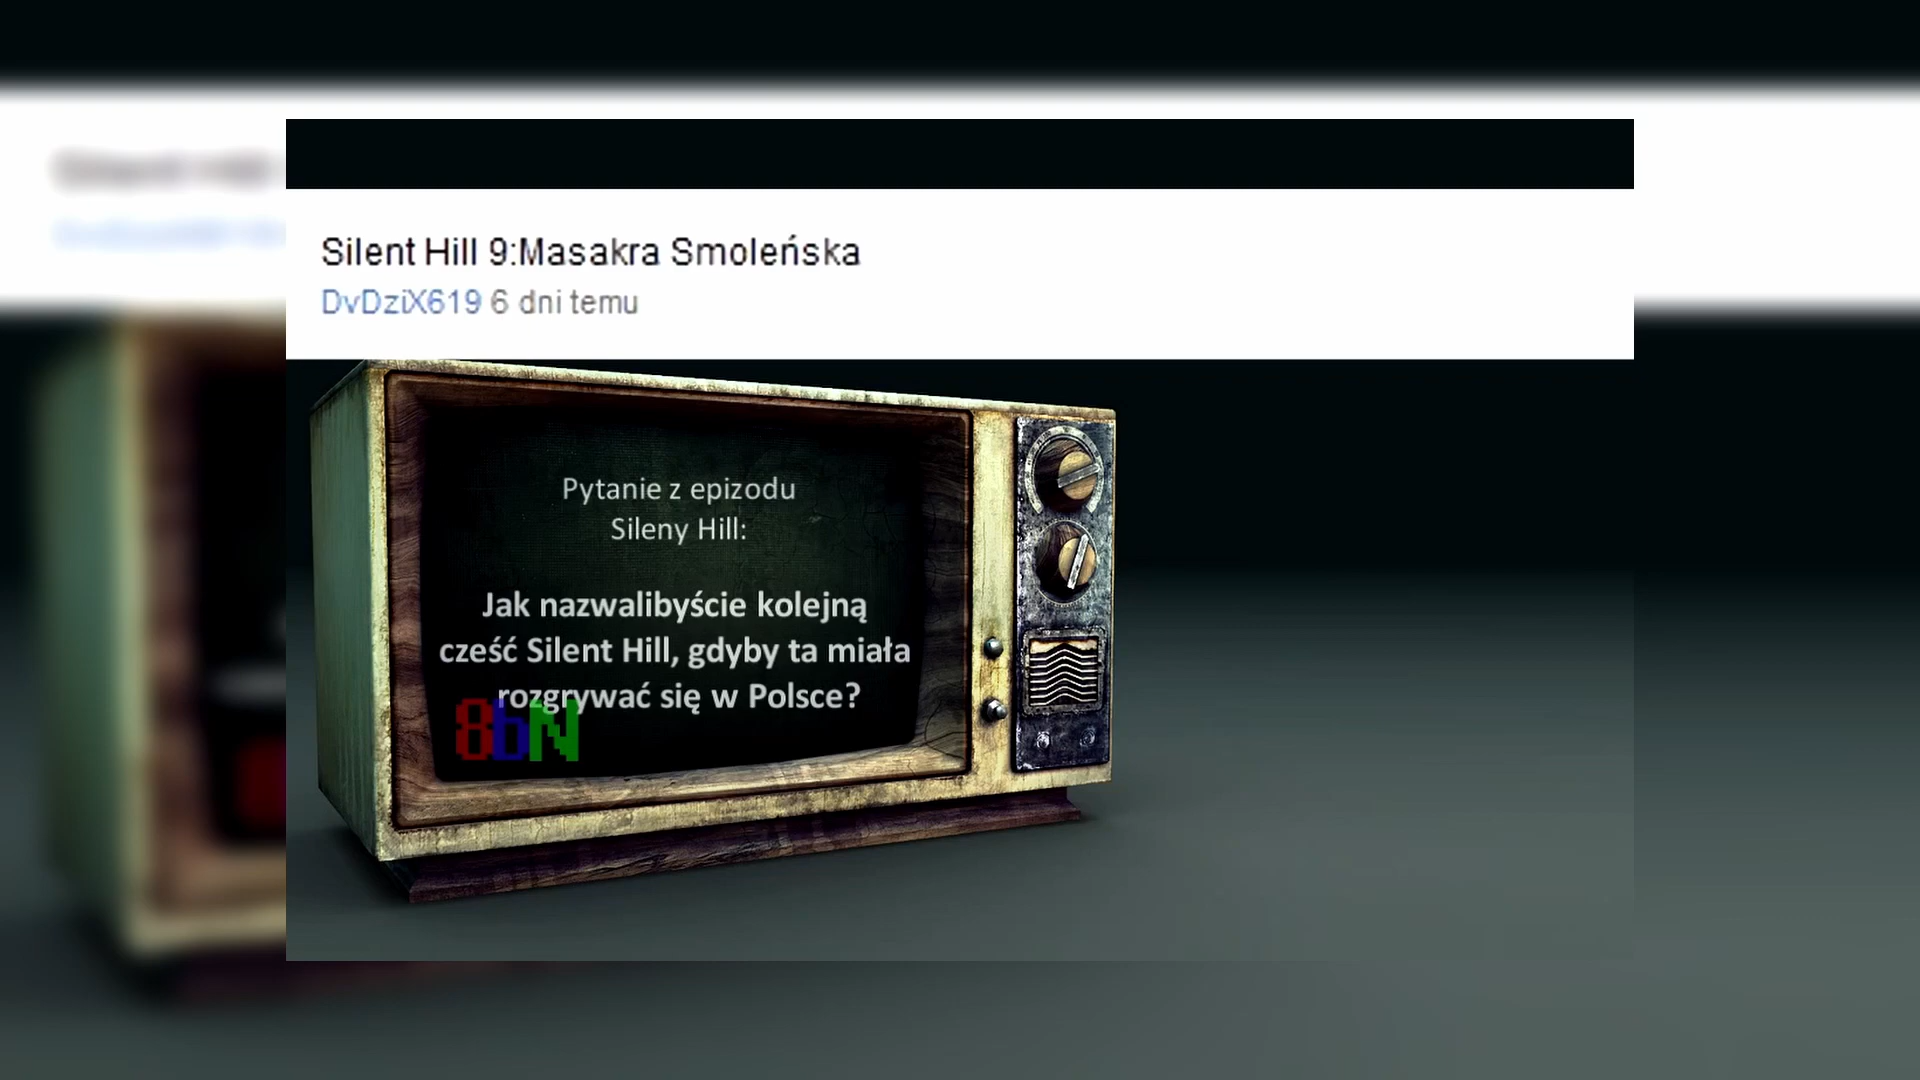 Silent Hill 9:Masakra Smoleńska
DvDziX619 6 dni temu
Pytanie z epizodu
Sileny Hill:
Jak nazwalibyście kolejną
cześć Silent Hill, gdyby ta miała
rozgrywać się w Polsce?
8bN